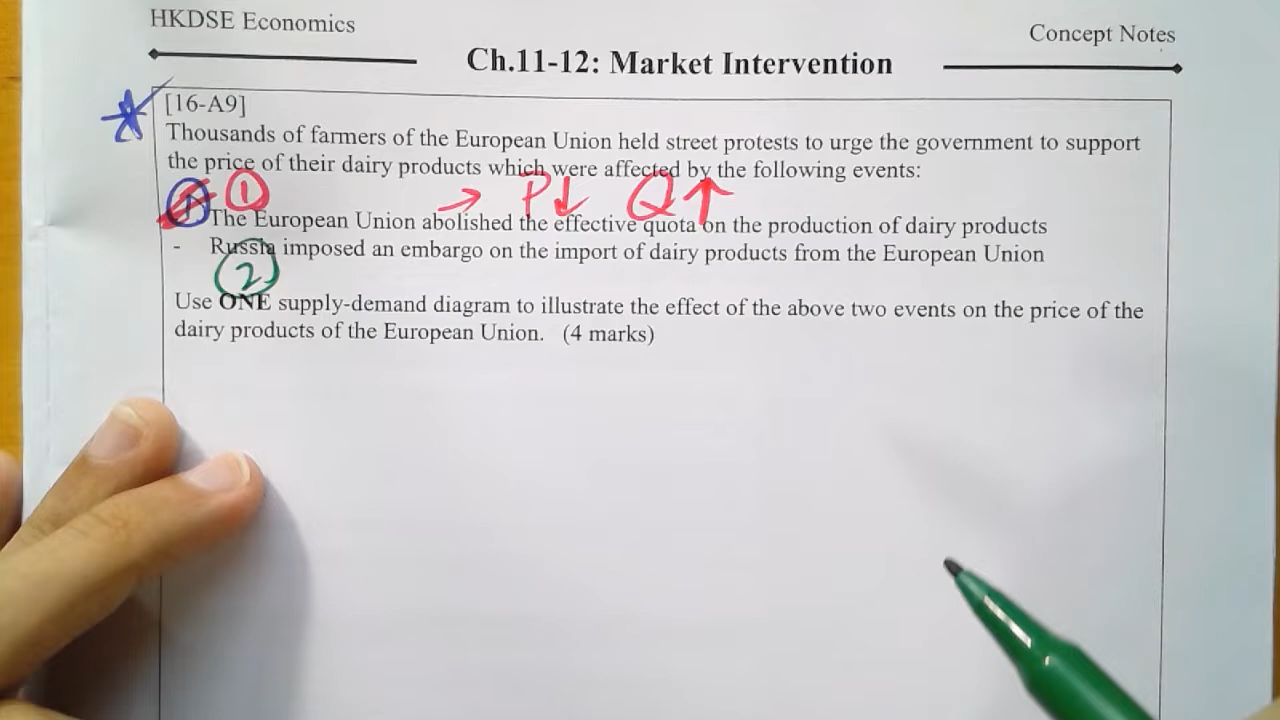 HKDSE Economics
Concept Notes
Ch.11-12: Market Intervention
[16-A9]
Thousands of farmers of the European Union held street protests to urge the government to support
the price of their dairy products which were affected by the following events:
① → P↓ Q↑
The European Union abolished the effective quota on the production of dairy products
- Russia imposed an embargo on the import of dairy products from the European Union
②
Use ONE supply-demand diagram to illustrate the effect of the above two events on the price of the
dairy products of the European Union. (4 marks)